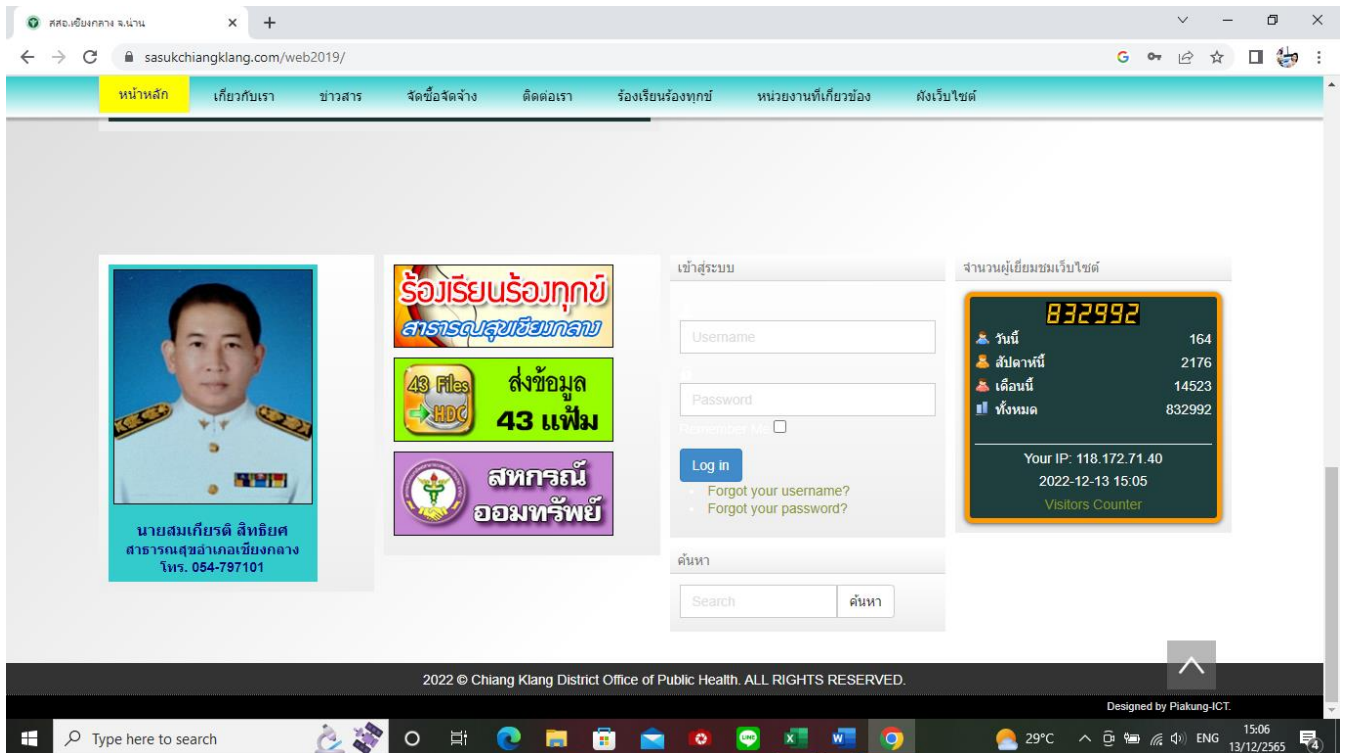 สสอ.เชียงกลาง จ.น่าน
sasukchiangklang.com/web2019/
หน้าหลัก เกี่ยวกับเรา ข่าวสาร จัดซื้อจัดจ้าง ติดต่อเรา ร้องเรียนร้องทุกข์ หน่วยงานที่เกี่ยวข้อง ผังเว็บไซต์
นายสมเกียรติ สิทธิยศ
สาธารณสุขอำเภอเชียงกลาง
โทร. 054-797101
ร้องเรียนร้องทุกข์
สาธารณสุขเชียงกลาง
43 Files
HDC
ส่งข้อมูล
43 แฟ้ม
สหกรณ์
ออมทรัพย์
เข้าสู่ระบบ
Username
Password
Remember Me
Log in
Forgot your username?
Forgot your password?
ค้นหา
Search ค้นหา
จำนวนผู้เยี่ยมชมเว็บไซต์
832992
วันนี้ 164
สัปดาห์นี้ 2176
เดือนนี้ 14523
ทั้งหมด 832992
Your IP: 118.172.71.40
2022-12-13 15:05
Visitors Counter
2022 © Chiang Klang District Office of Public Health. ALL RIGHTS RESERVED.
Designed by Piakung-ICT.
Type here to search
29°C ENG 15:06
13/12/2565
4